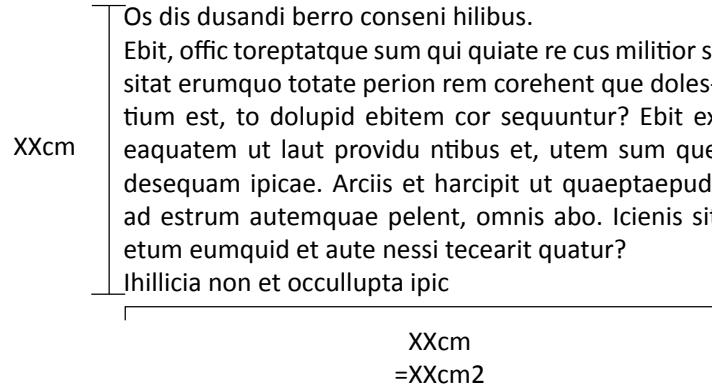 Os dis dusandi berro conseni hilibus.
Ebit, offic toreptatque sum qui quiate re cus militior s
sitat erumquo totate perion rem corehent que doles-
tium est, to dolupid ebitem cor sequuntur? Ebit ex
eaquatem ut laut providu ntibus et, utem sum que
desequam ipicae. Arciis et harcipit ut quaeptaepud
ad estrum autemquae pelent, omnis abo. Icienis sit
etum eumquid et aute nessi tecearit quatur?
Ihillicia non et occullupta ipic
XXcm
XXcm
=XXcm2